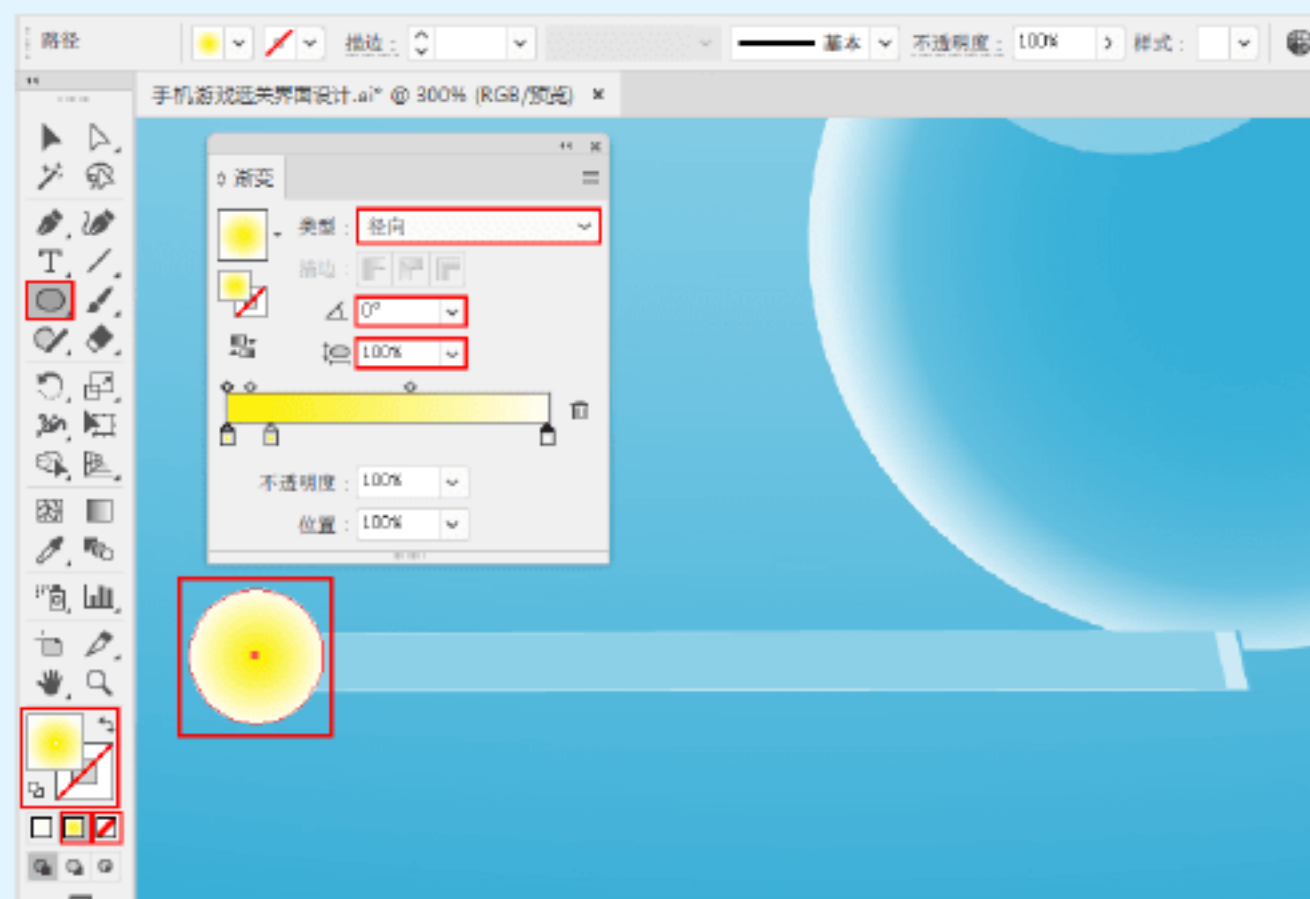 路径 描边： 基本 不透明度： 100% 样式：
手机游戏选关界面设计.ai* @ 300% (RGB/预览) ×
渐变
类型： 径向
描边：
0°
100%
不透明度： 100%
位置： 100%